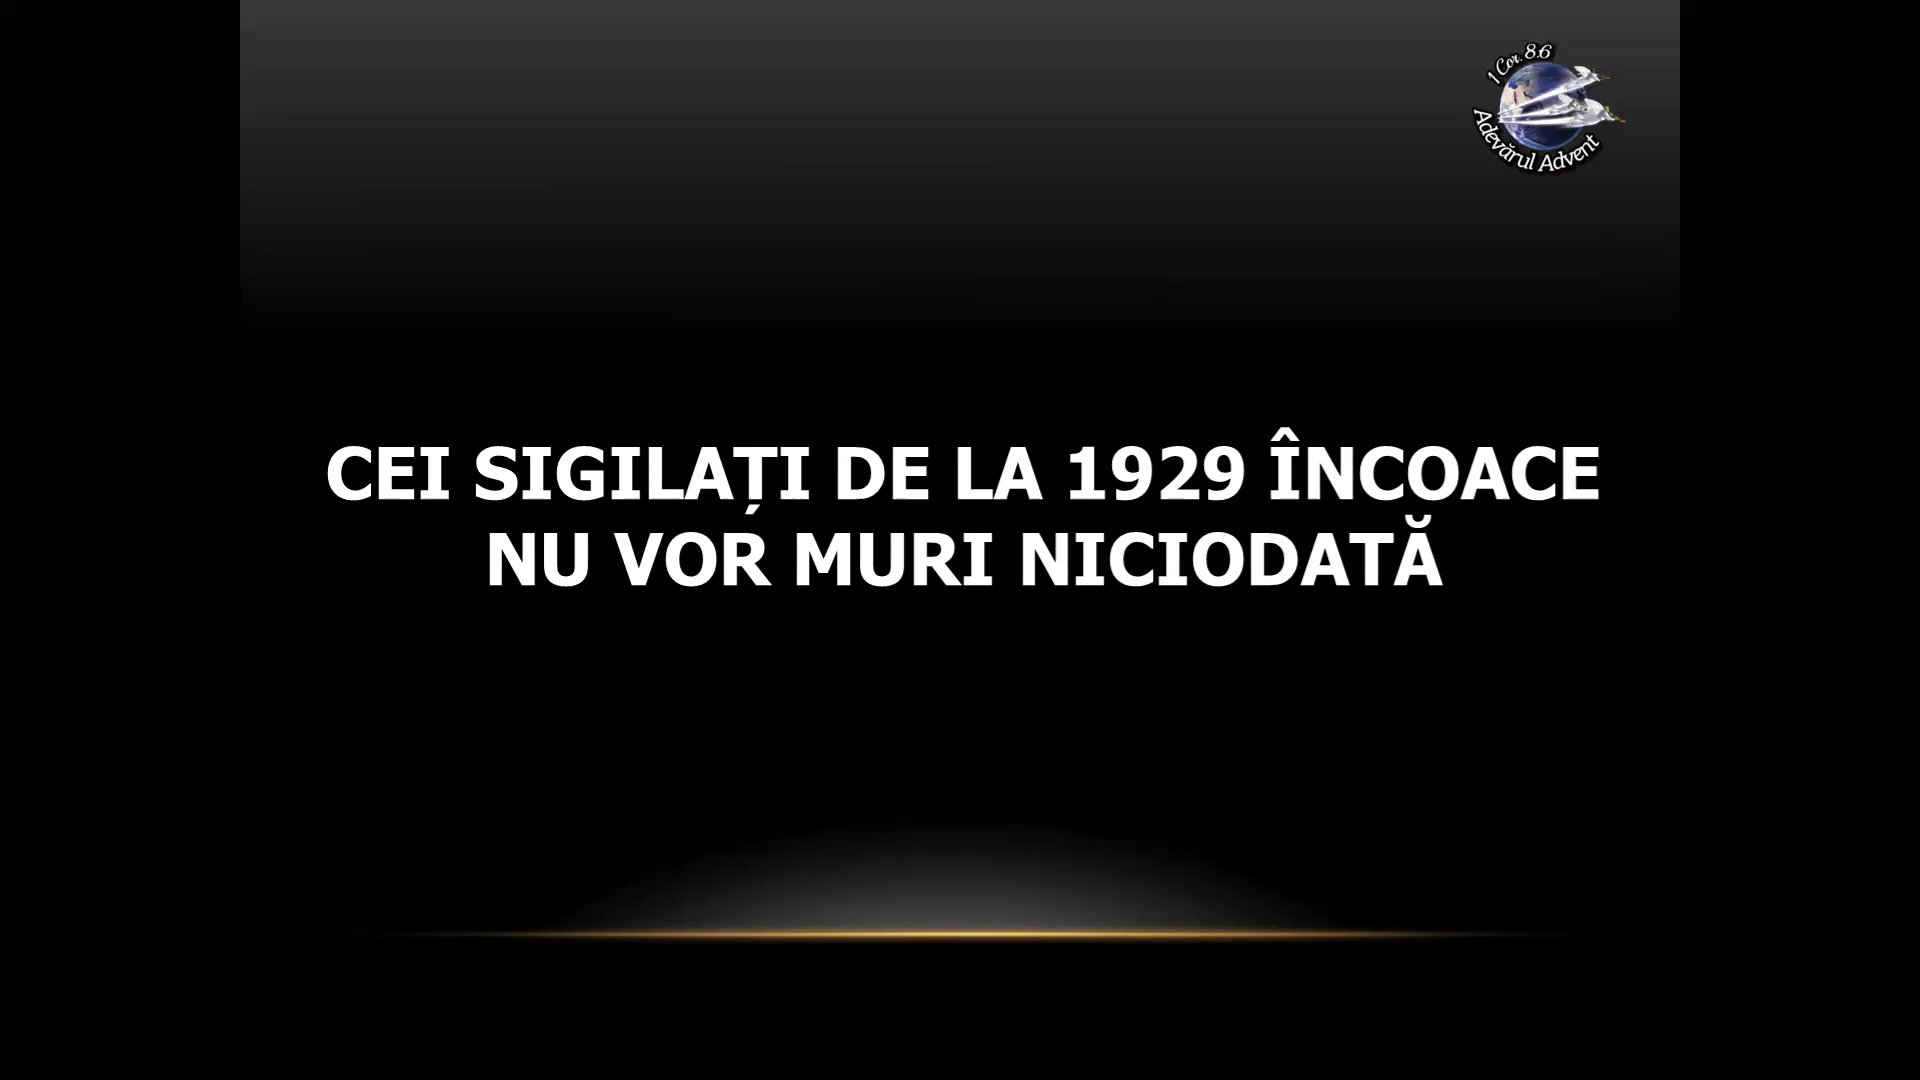 1 Cor. 8:6
Adevărul Advent
CEI SIGILAȚI DE LA 1929 ÎNCOACE
NU VOR MURI NICIODATĂ